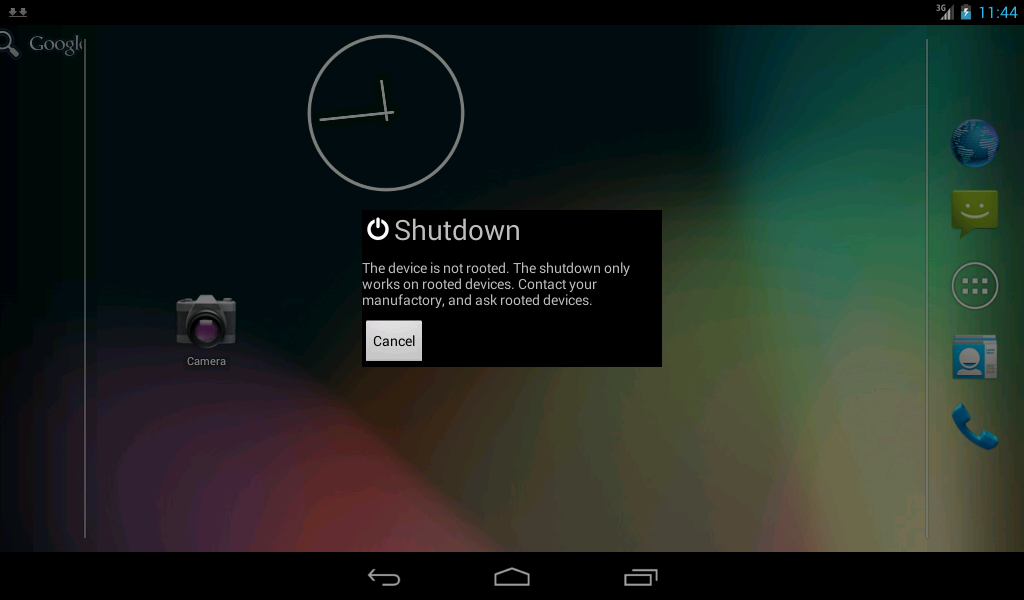 3G 11:44
Google
Shutdown
The device is not rooted. The shutdown only
works on rooted devices. Contact your
manufactory, and ask rooted devices.
Cancel
Camera